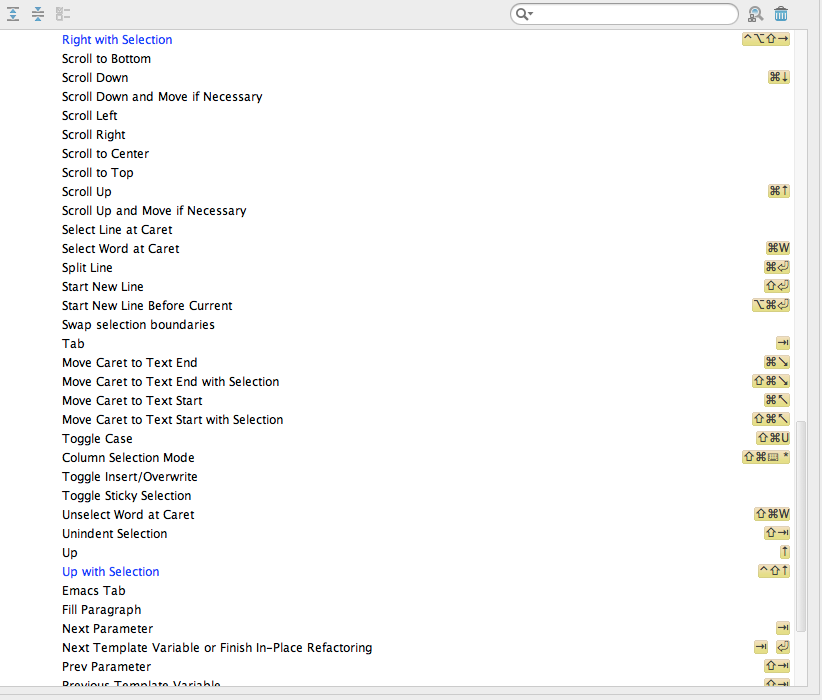 Right with Selection ^⌥⇧→
Scroll to Bottom
Scroll Down ⌘↓
Scroll Down and Move if Necessary
Scroll Left
Scroll Right
Scroll to Center
Scroll to Top
Scroll Up ⌘↑
Scroll Up and Move if Necessary
Select Line at Caret
Select Word at Caret ⌘W
Split Line ⌘⏎
Start New Line ⇧⏎
Start New Line Before Current ⌥⌘⏎
Swap selection boundaries
Tab ⇥
Move Caret to Text End ⌘↘
Move Caret to Text End with Selection ⇧⌘↘
Move Caret to Text Start ⌘↖
Move Caret to Text Start with Selection ⇧⌘↖
Toggle Case ⇧⌘U
Column Selection Mode ⇧⌘⌨ *
Toggle Insert/Overwrite
Toggle Sticky Selection
Unselect Word at Caret ⇧⌘W
Unindent Selection ⇧⇥
Up ↑
Up with Selection ^⇧↑
Emacs Tab
Fill Paragraph
Next Parameter ⇥
Next Template Variable or Finish In-Place Refactoring ⇥ ⏎
Prev Parameter ⇧⇥
Previous Template Variable ⇧⇥